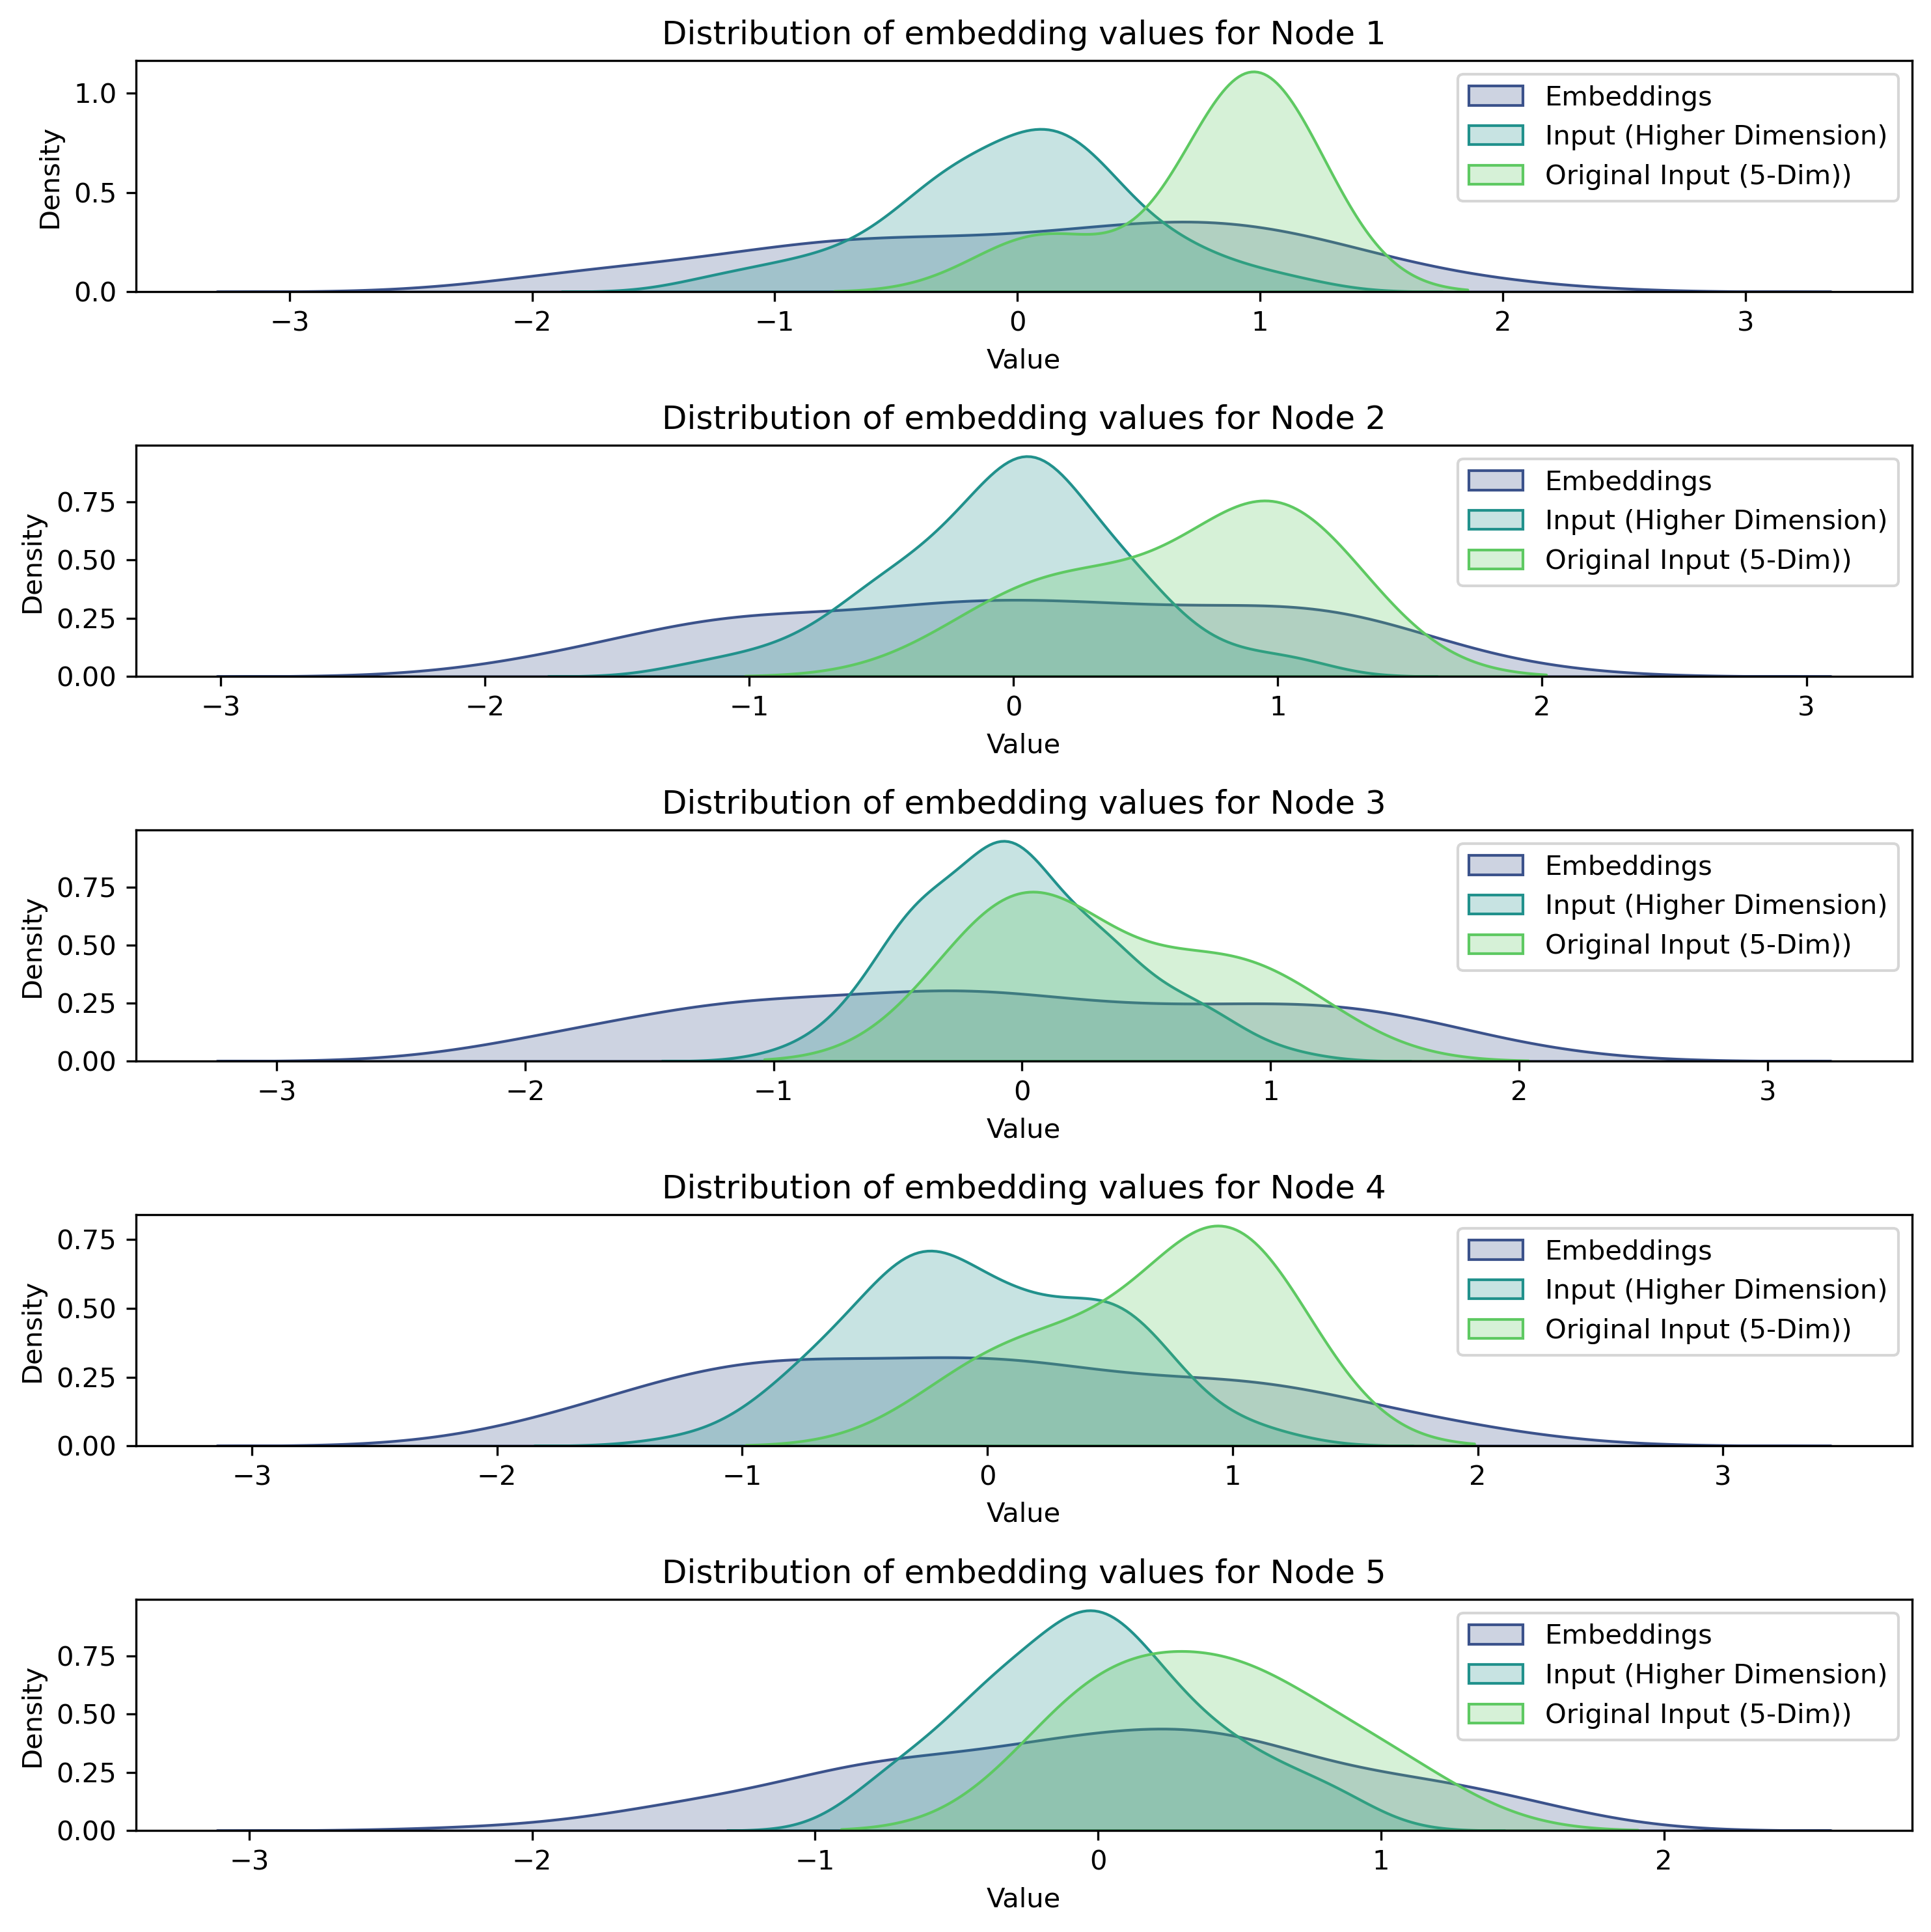 Distribution of embedding values for Node 1
Density
1.0
0.5
0.0
Embeddings
Input (Higher Dimension)
Original Input (5-Dim))
−3 −2 −1 0 1 2 3
Value
Distribution of embedding values for Node 2
Density
0.75
0.50
0.25
0.00
Embeddings
Input (Higher Dimension)
Original Input (5-Dim))
−3 −2 −1 0 1 2 3
Value
Distribution of embedding values for Node 3
Density
0.75
0.50
0.25
0.00
Embeddings
Input (Higher Dimension)
Original Input (5-Dim))
−3 −2 −1 0 1 2 3
Value
Distribution of embedding values for Node 4
Density
0.75
0.50
0.25
0.00
Embeddings
Input (Higher Dimension)
Original Input (5-Dim))
−3 −2 −1 0 1 2 3
Value
Distribution of embedding values for Node 5
Density
0.75
0.50
0.25
0.00
Embeddings
Input (Higher Dimension)
Original Input (5-Dim))
−3 −2 −1 0 1 2
Value